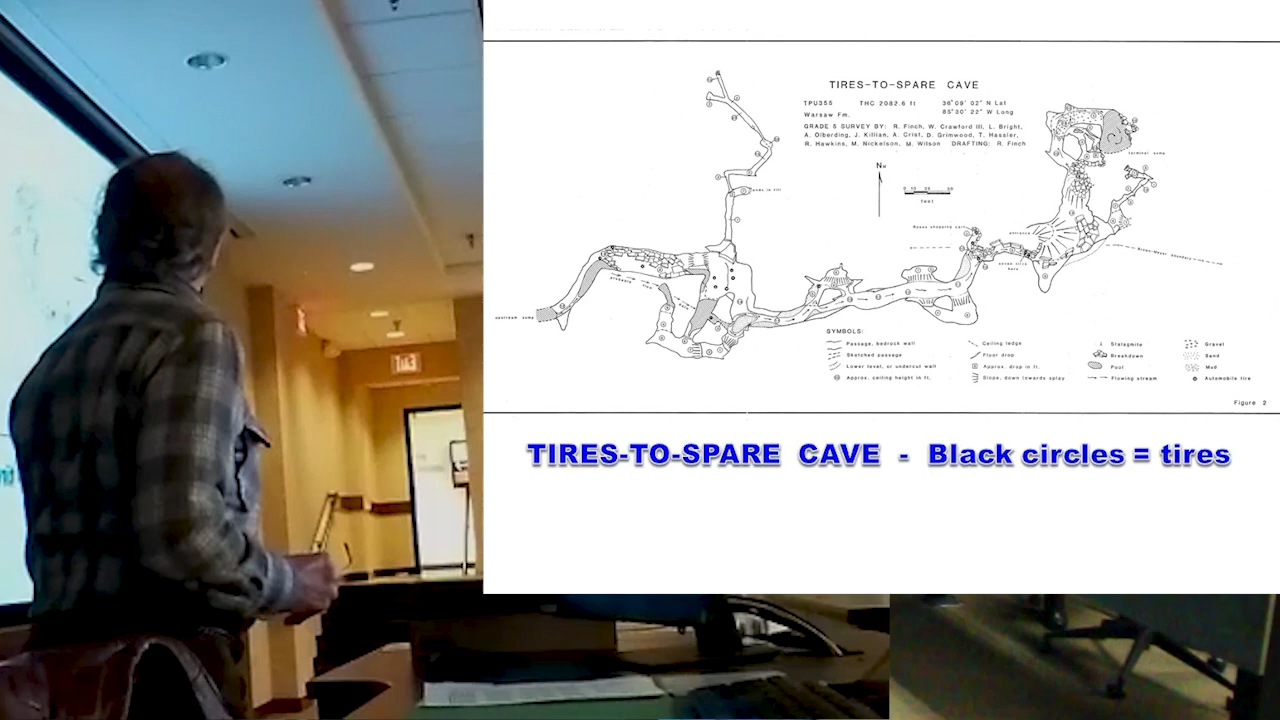 TIRES-TO-SPARE CAVE
TPU355 THC 2082.6 ft 36°09' 02" N Lat
Warsaw Fm. 85°30' 22" W Long
GRADE 5 SURVEY BY: R. Finch, W. Crawford III, L. Bright,
A. Olberding, J. Killian, A. Crist, D. Grimwood, T. Hassler,
R. Hawkins, M. Nickelson, M. Wilson DRAFTING: R. Finch
terminal sump
feet
entrance
upstream sump
SYMBOLS:
Passage, bedrock wall
Sketched passage
Lower level, or undercut wall
Approx. ceiling height in ft.
Ceiling ledge
Floor drop
Approx. drop in ft.
Slope, down towards splay
Stalagmite
Breakdown
Pool
Flowing stream
Gravel
Sand
Mud
Automobile tire
Figure 2
TIRES-TO-SPARE CAVE - Black circles = tires